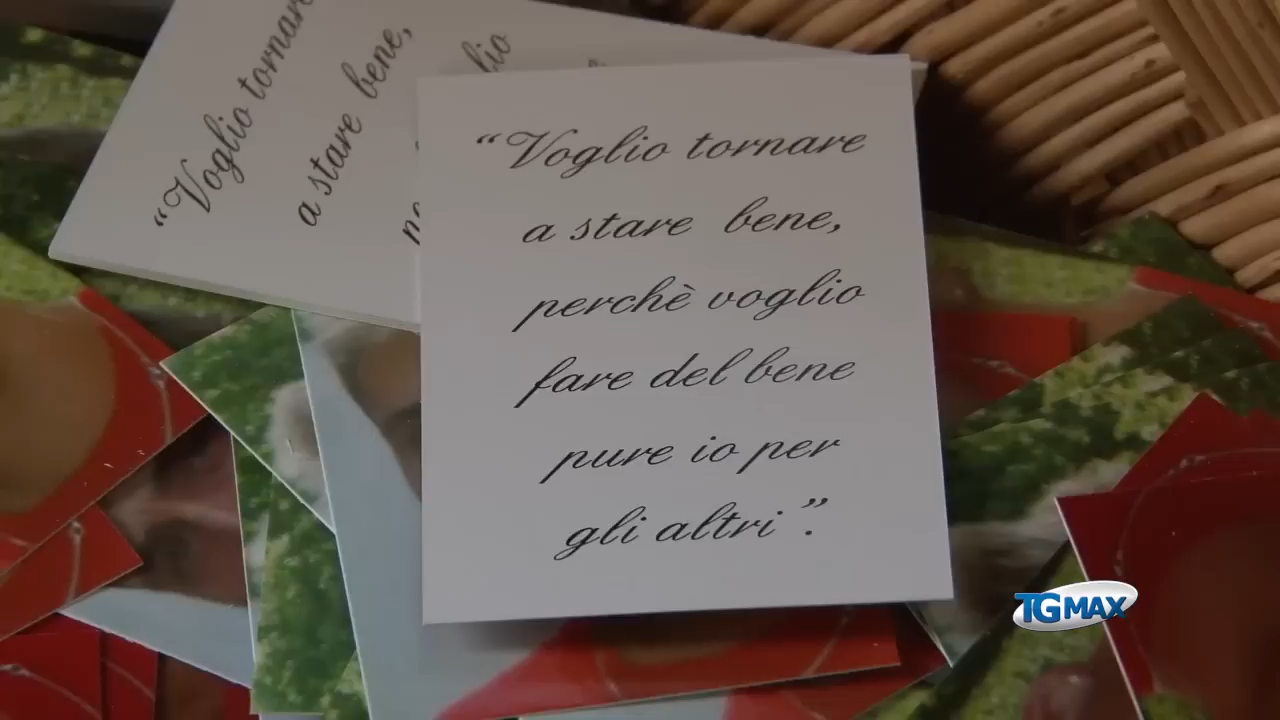 “Voglio tornare
a stare bene,
“Voglio tornare
a stare bene,
perchè voglio
fare del bene
pure io per
gli altri”.
TGMAX